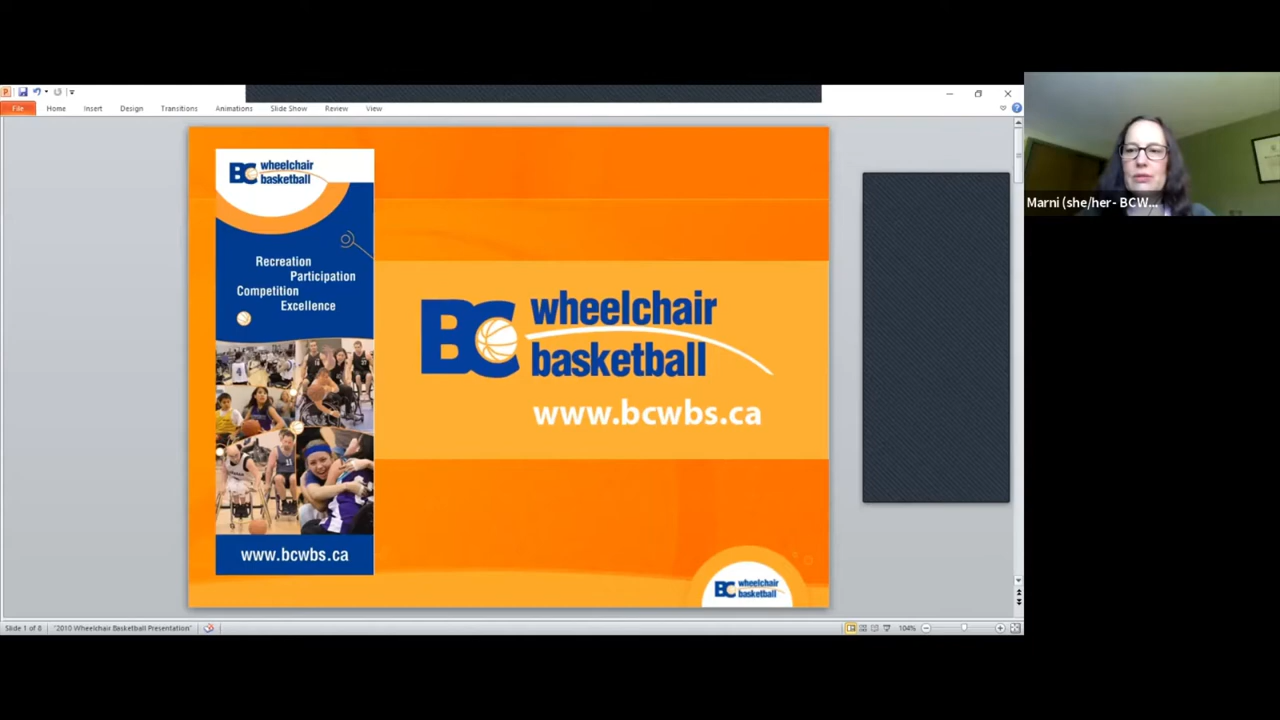 File
Home
Insert
Design
Transitions
Animations
Slide Show
Review
View
BC wheelchair
basketball
Recreation
Participation
Competition
Excellence
www.bcwbs.ca
BC wheelchair
basketball
www.bcwbs.ca
BC wheelchair
basketball
Slide 1 of 8
"2010 Wheelchair Basketball Presentation"
104%
Marni (she/her- BCW...